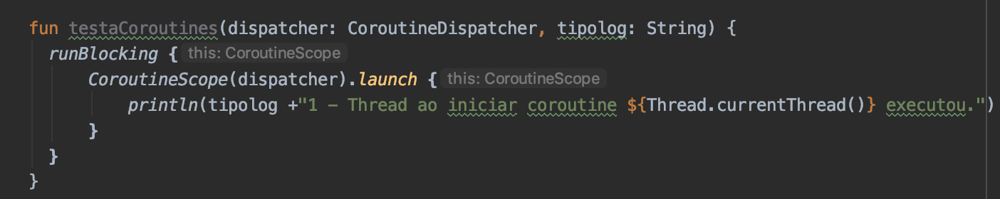 fun testaCoroutines(dispatcher: CoroutineDispatcher, tipolog: String) {
runBlocking { this: CoroutineScope
CoroutineScope(dispatcher).launch { this: CoroutineScope
println(tipolog +"1 – Thread ao iniciar coroutine ${Thread.currentThread()} executou.")
}
}
}